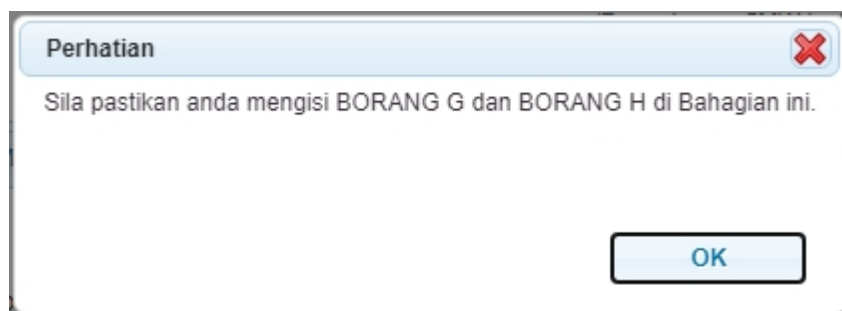 Perhatian
Sila pastikan anda mengisi BORANG G dan BORANG H di Bahagian ini.
OK